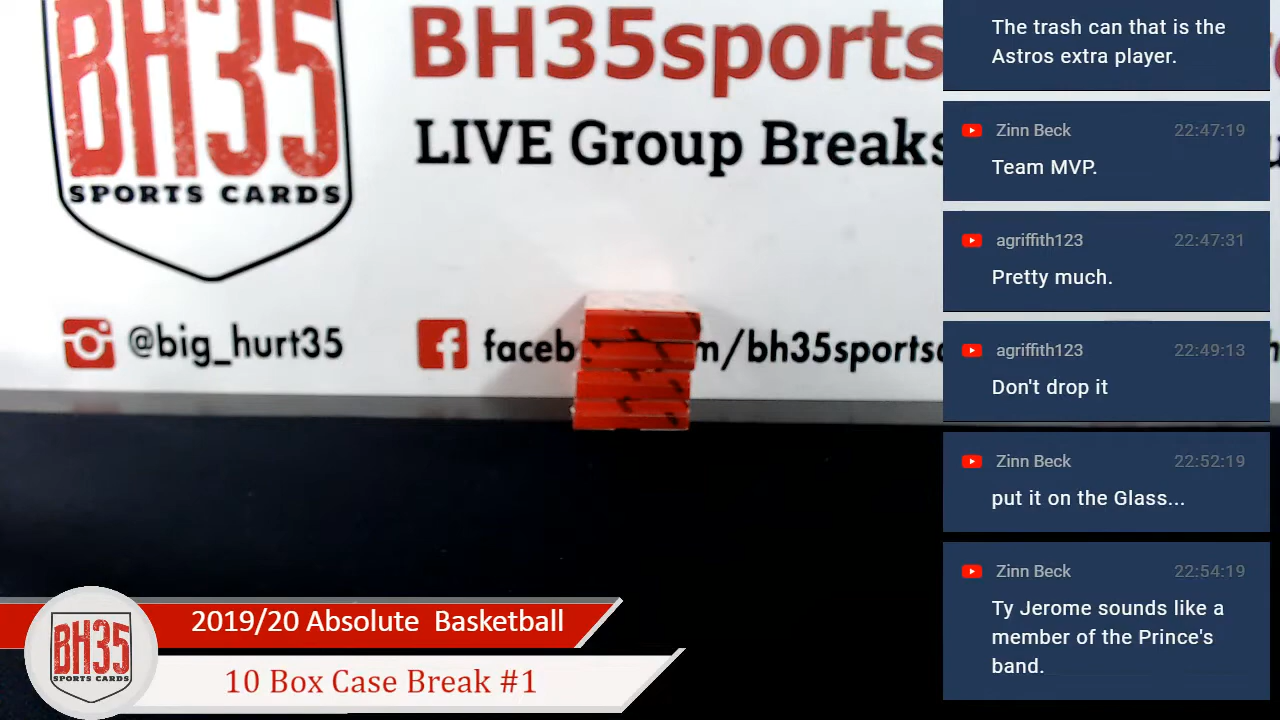 BH35
SPORTS CARDS
BH35sports
LIVE Group Breaks
@big_hurt35
m/bh35sports
The trash can that is the
Astros extra player.
Zinn Beck 22:47:19
Team MVP.
agriffith123 22:47:31
Pretty much.
agriffith123 22:49:13
Don't drop it
Zinn Beck 22:52:19
put it on the Glass...
Zinn Beck 22:54:19
Ty Jerome sounds like a
member of the Prince's
band.
BH35
SPORTS CARDS
2019/20 Absolute Basketball
10 Box Case Break #1